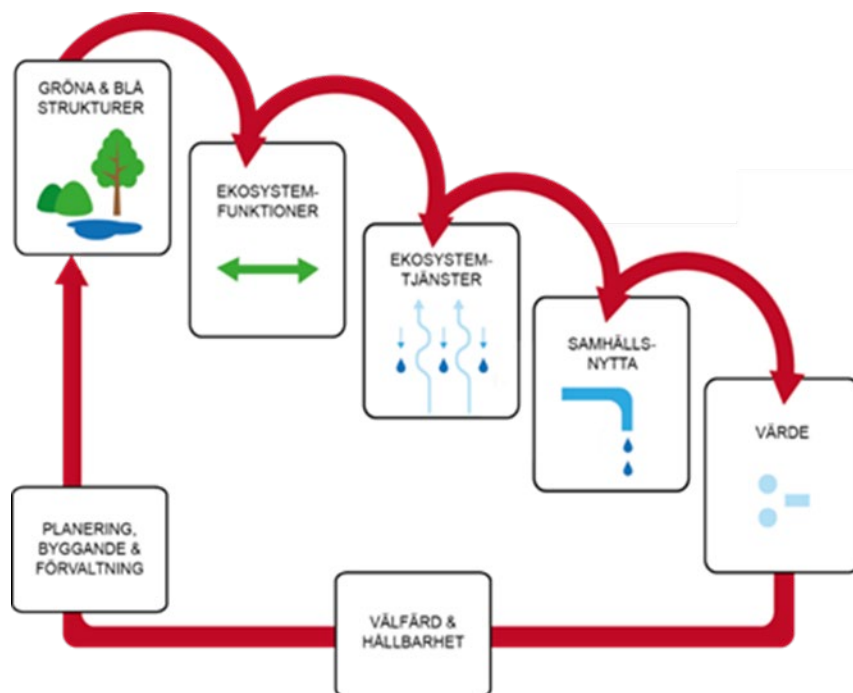 GRÖNA & BLÅ
STRUKTURER
EKOSYSTEM-
FUNKTIONER
EKOSYSTEM-
TJÄNSTER
SAMHÄLLS-
NYTTA
VÄRDE
PLANERING,
BYGGANDE &
FÖRVALTNING
VÄLFÄRD &
HÅLLBARHET